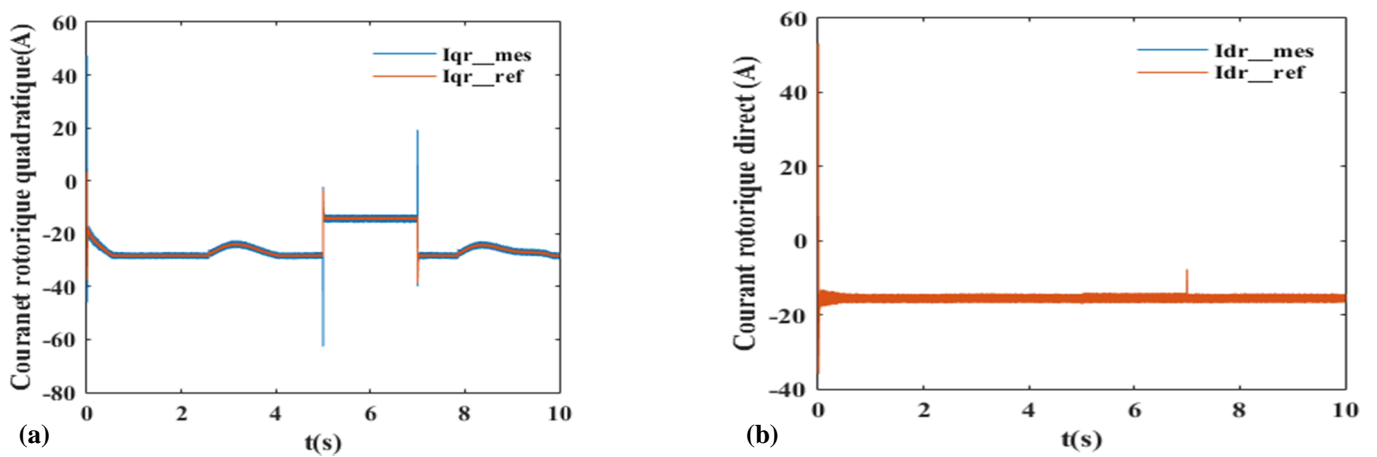 Couranet rotorique quadratique(A)
60
40
20
0
-20
-40
-60
-80
Iqr__mes
Iqr__ref
0 2 4 6 8 10
t(s)
(a)
Courant rotorique direct (A)
60
40
20
0
-20
-40
Idr__mes
Idr__ref
0 2 4 6 8 10
t(s)
(b)